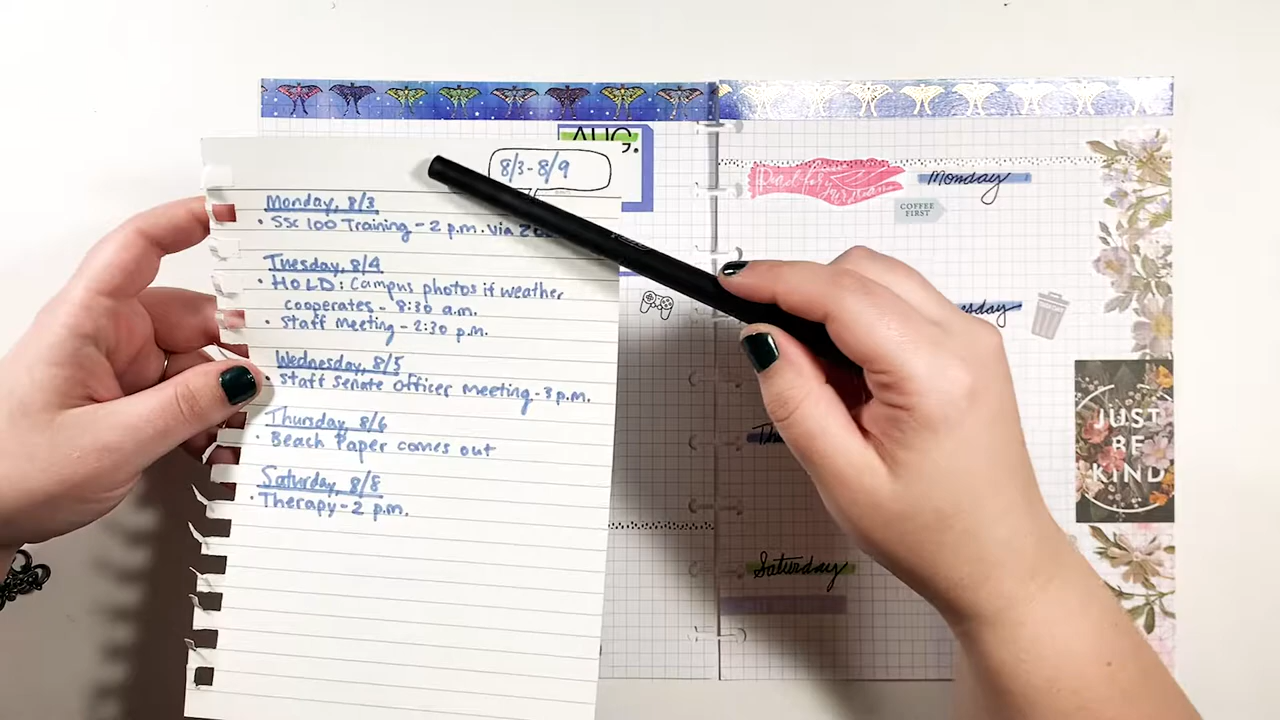 AUG.
8/3-8/9
Monday, 8/3
• SSC 100 Training - 2 p.m. via
Tuesday, 8/4
• HOLD: Campus photos if weather
cooperates - 8:30 a.m.
• Staff Meeting - 2:30 p.m.
Wednesday, 8/5
• Staff Senate Officer meeting - 3 p.m.
Thursday, 8/6
• Beach Paper comes out
Saturday, 8/8
• Therapy - 2 p.m.
Monday
COFFEE
FIRST
JUST
BE
KIND
Saturday